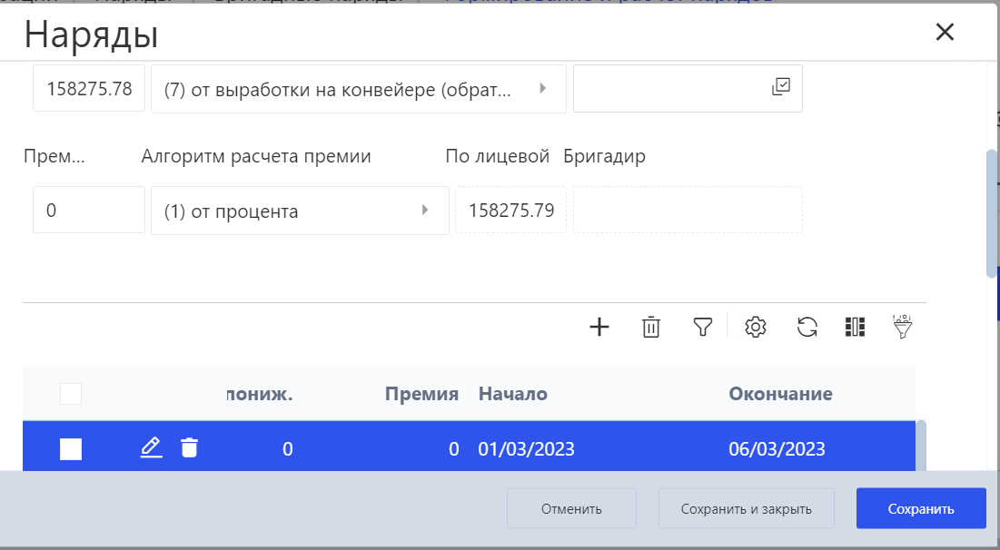 Наряды
158275.78 (7) от выработки на конвейере (обрат...
Прем... Алгоритм расчета премии По лицевой Бригадир
0 (1) от процента 158275.79
пониж. Премия Начало Окончание
0 0 01/03/2023 06/03/2023
Отменить Сохранить и закрыть Сохранить